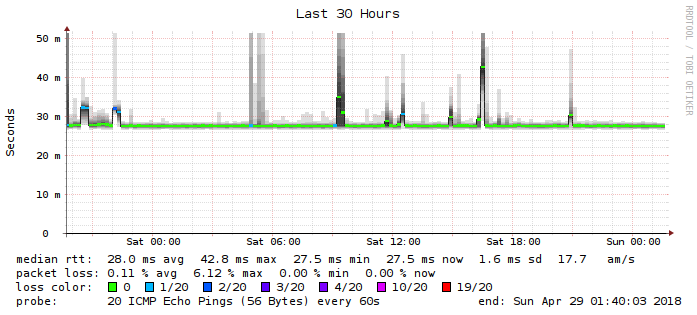 Last 30 Hours
RRDTOOL / TOBI OETIKER
Seconds
50 m
40 m
30 m
20 m
10 m
0
Sat 00:00 Sat 06:00 Sat 12:00 Sat 18:00 Sun 00:00
median rtt: 28.0 ms avg 42.8 ms max 27.5 ms min 27.5 ms now 1.6 ms sd 17.7 am/s
packet loss: 0.11 % avg 6.12 % max 0.00 % min 0.00 % now
loss color: 0 1/20 2/20 3/20 4/20 10/20 19/20
probe: 20 ICMP Echo Pings (56 Bytes) every 60s end: Sun Apr 29 01:40:03 2018